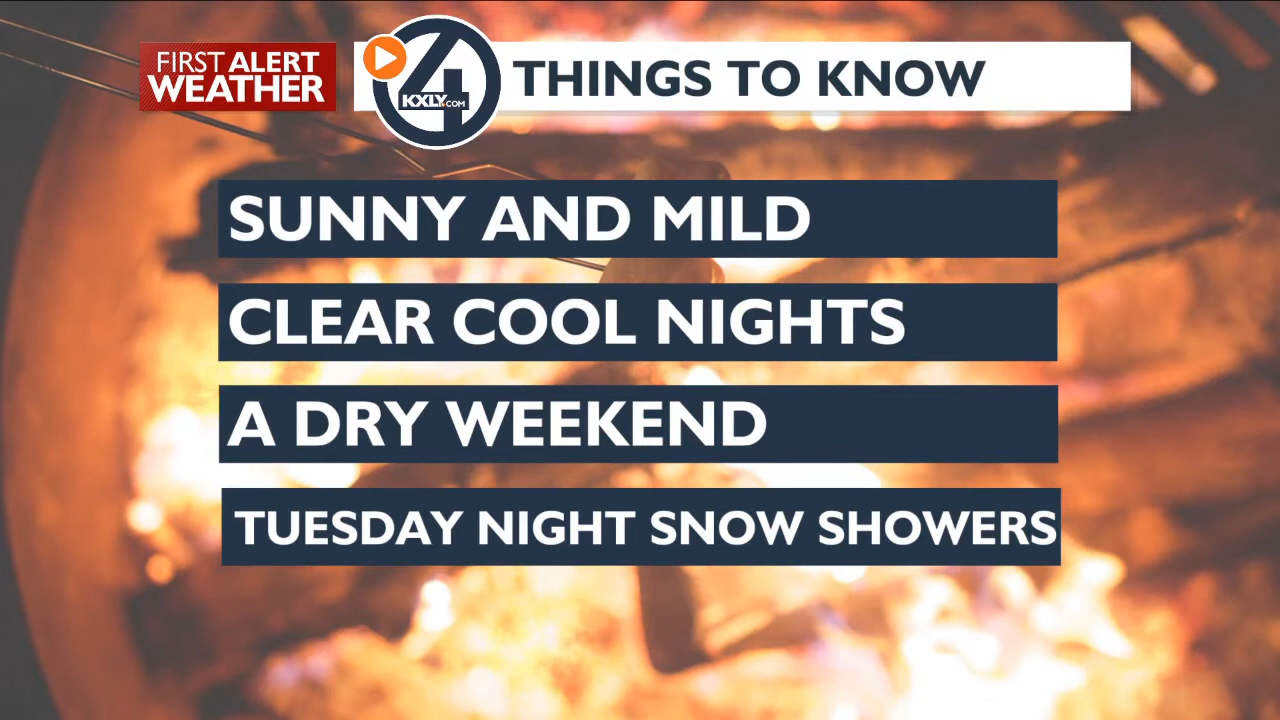 FIRST ALERT
WEATHER
4
KXLY.COM
THINGS TO KNOW
SUNNY AND MILD
CLEAR COOL NIGHTS
A DRY WEEKEND
TUESDAY NIGHT SNOW SHOWERS